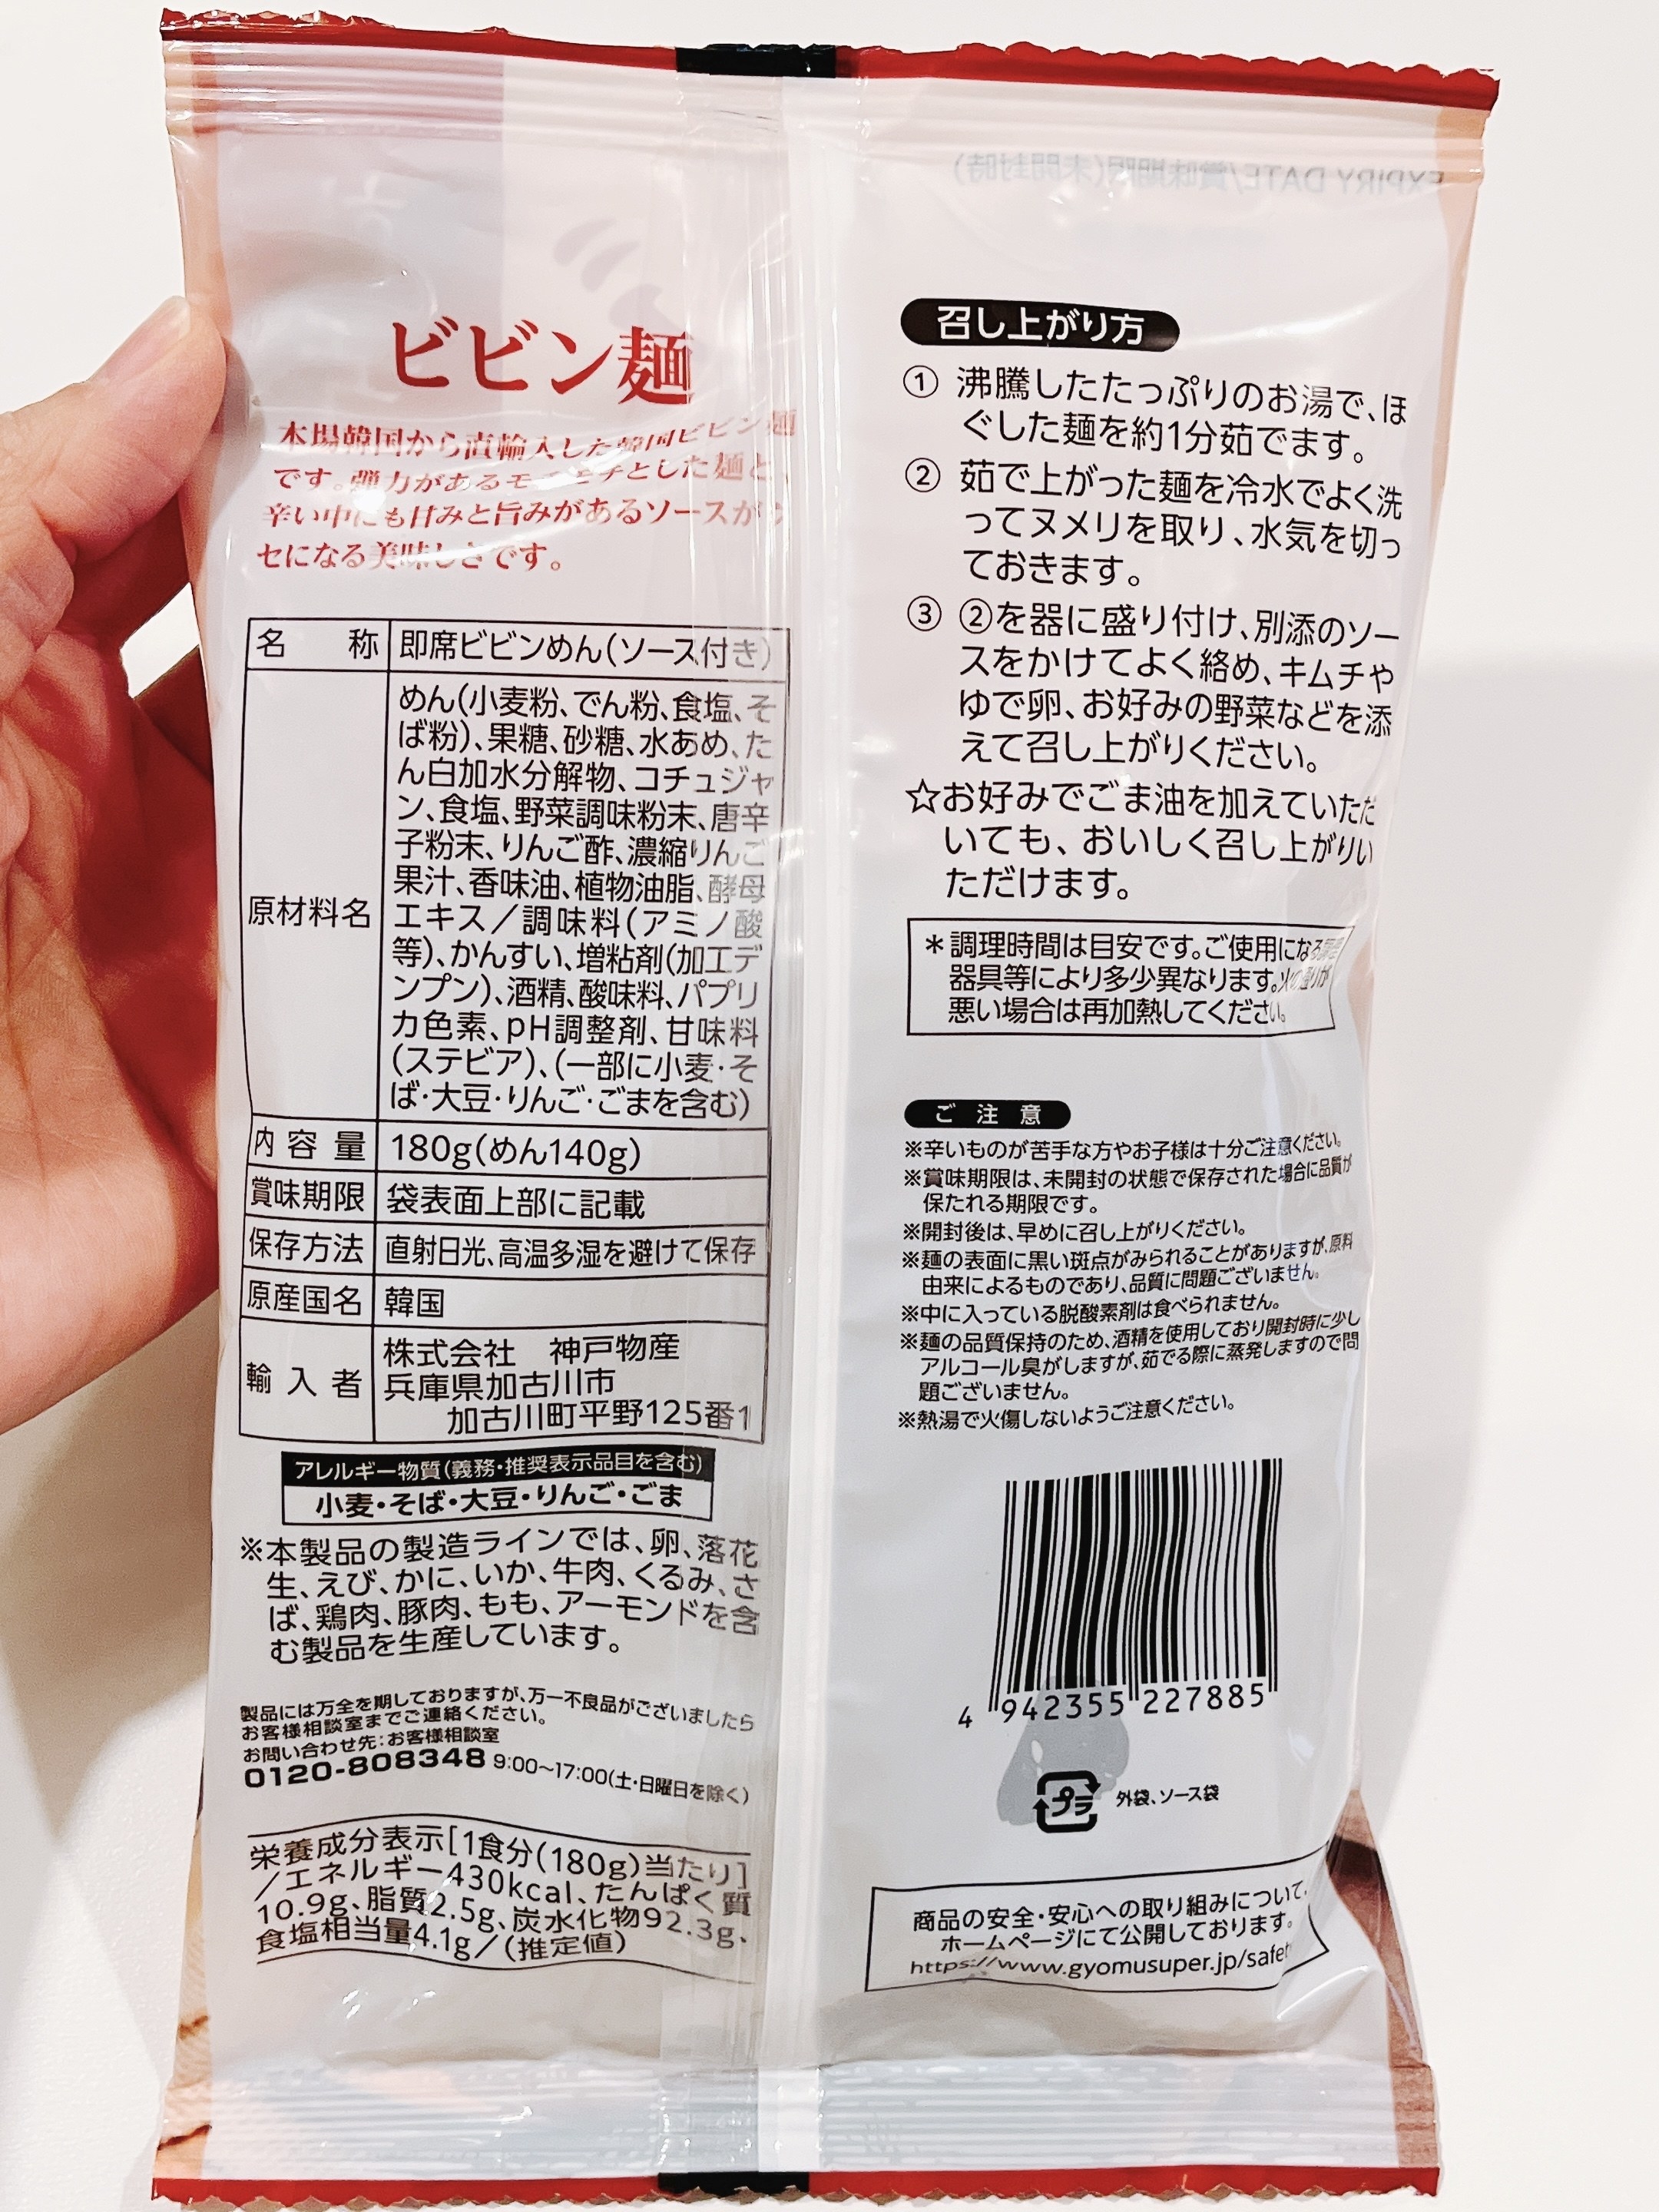 ビビン麺
本場韓国から直輸入した韓国ビビン麺
です。弾力があるモチモチとした麺と、
辛い中にも甘みと旨みがあるソースがク
セになる美味しさです。
名 称 即席ビビンめん(ソース付き)
原材料名 めん(小麦粉、でん粉、食塩、そ
ば粉)、果糖、砂糖、水あめ、た
ん白加水分解物、コチュジャ
ン、食塩、野菜調味粉末、唐辛
子粉末、りんご酢、濃縮りんご
果汁、香味油、植物油脂、酵母
エキス／調味料(アミノ酸
等)、かんすい、増粘剤(加工デ
ンプン)、酒精、酸味料、パプリ
カ色素、pH調整剤、甘味料
(ステビア)、(一部に小麦・そ
ば・大豆・りんご・ごまを含む)
内容量 180g(めん140g)
賞味期限 袋表面上部に記載
保存方法 直射日光、高温多湿を避けて保存
原産国名 韓国
輸入者 株式会社 神戸物産
兵庫県加古川市
加古川町平野125番1
アレルギー物質(義務・推奨表示品目を含む)
小麦・そば・大豆・りんご・ごま
※本製品の製造ラインでは、卵、落花
生、えび、かに、いか、牛肉、くるみ、さ
ば、鶏肉、豚肉、もも、アーモンドを含
む製品を生産しています。
製品には万全を期しておりますが、万一不良品がございましたら
お客様相談室までご連絡ください。
お問い合わせ先:お客様相談室
0120-808348 9:00〜17:00(土・日曜日を除く)
栄養成分表示[1食分(180g)当たり]
／エネルギー430kcal、たんぱく質
10.9g、脂質2.5g、炭水化物92.3g、
食塩相当量4.1g／(推定値)
EXPIRY DATE/賞味期限(未開封時)
召し上がり方
① 沸騰したたっぷりのお湯で、ほ
ぐした麺を約1分茹でます。
② 茹で上がった麺を冷水でよく洗
ってヌメリを取り、水気を切っ
ておきます。
③ ②を器に盛り付け、別添のソー
スをかけてよく絡め、キムチや
ゆで卵、お好みの野菜などを添
えて召し上がりください。
☆お好みでごま油を加えていただ
いても、おいしく召し上がりい
ただけます。
＊調理時間は目安です。ご使用になる調理
器具等により多少異なります。火の通りが
悪い場合は再加熱してください。
ご注意
※辛いものが苦手な方やお子様は十分ご注意ください。
※賞味期限は、未開封の状態で保存された場合に品質が
保たれる期限です。
※開封後は、早めに召し上がりください。
※麺の表面に黒い斑点がみられることがありますが、原料
由来によるものであり、品質に問題ございません。
※中に入っている脱酸素剤は食べられません。
※麺の品質保持のため、酒精を使用しており開封時に少し
アルコール臭がしますが、茹でる際に蒸発しますので問
題ございません。
※熱湯で火傷しないようご注意ください。
4 942355 227885
プラ 外袋、ソース袋
商品の安全・安心への取り組みについて、
ホームページにて公開しております。
https://www.gyomusuper.jp/safet